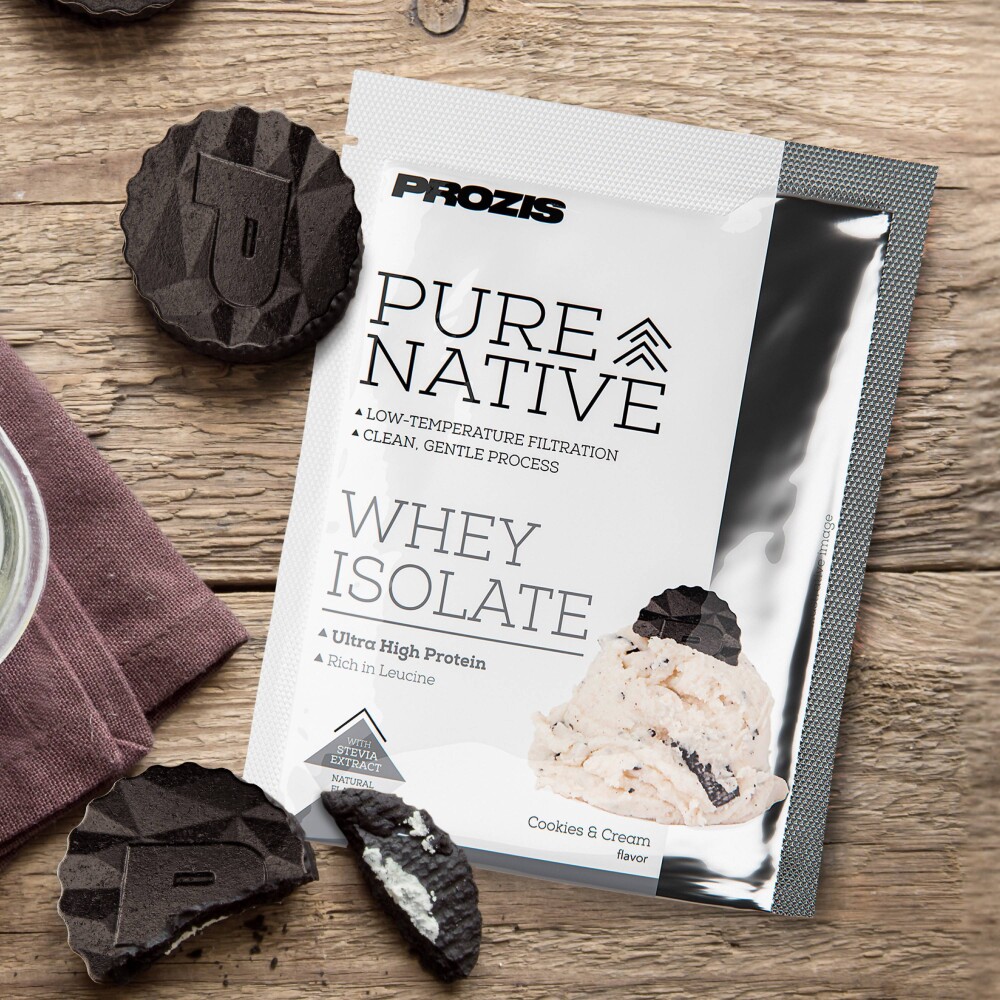 PROZIS
PURE
NATIVE
LOW-TEMPERATURE FILTRATION
CLEAN, GENTLE PROCESS
WHEY
ISOLATE
Ultra High Protein
Rich in Leucine
WITH
STEVIA
EXTRACT
NATURAL
Cookies & Cream
flavor
Image